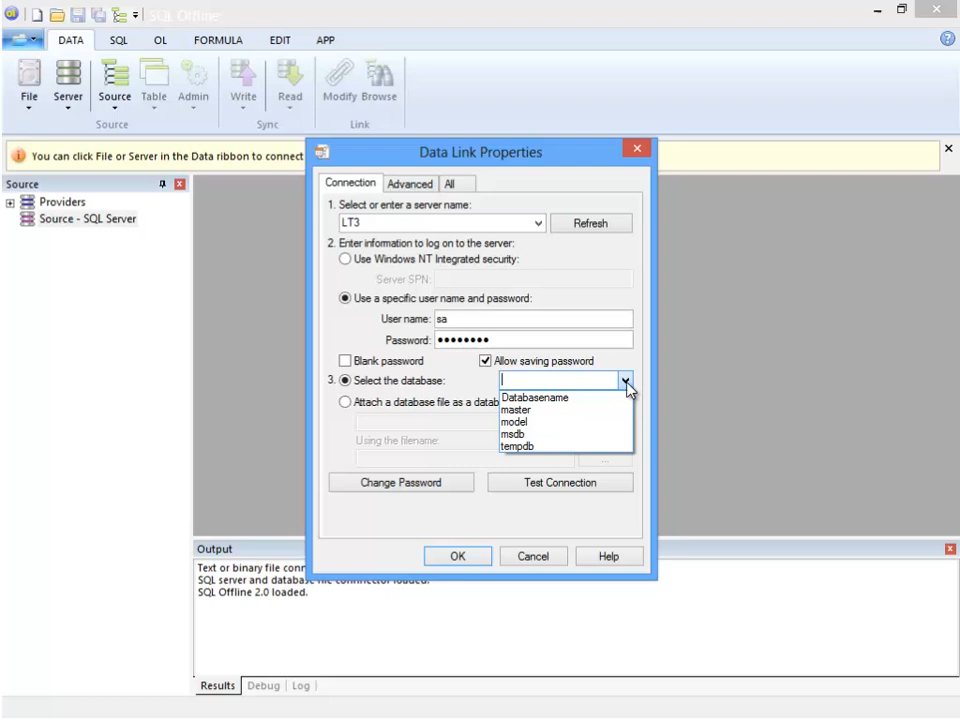 SQL Offline
DATA SQL OL FORMULA EDIT APP
File Server Source Table Admin Write Read Modify Browse
Source Sync Link
You can click File or Server in the Data ribbon to connect
Source
Providers
Source - SQL Server
Data Link Properties
Connection Advanced All
1. Select or enter a server name:
LT3 Refresh
2. Enter information to log on to the server:
Use Windows NT Integrated security:
Server SPN:
Use a specific user name and password:
User name: sa
Password: ●●●●●●●●
Blank password Allow saving password
3. Select the database:
Attach a database file as a datab
Databasename
master
model
msdb
tempdb
Using the filename:
...
Change Password Test Connection
OK Cancel Help
Output
Text or binary file conn
SQL server and database file connector loaded.
SQL Offline 2.0 loaded.
Results Debug Log